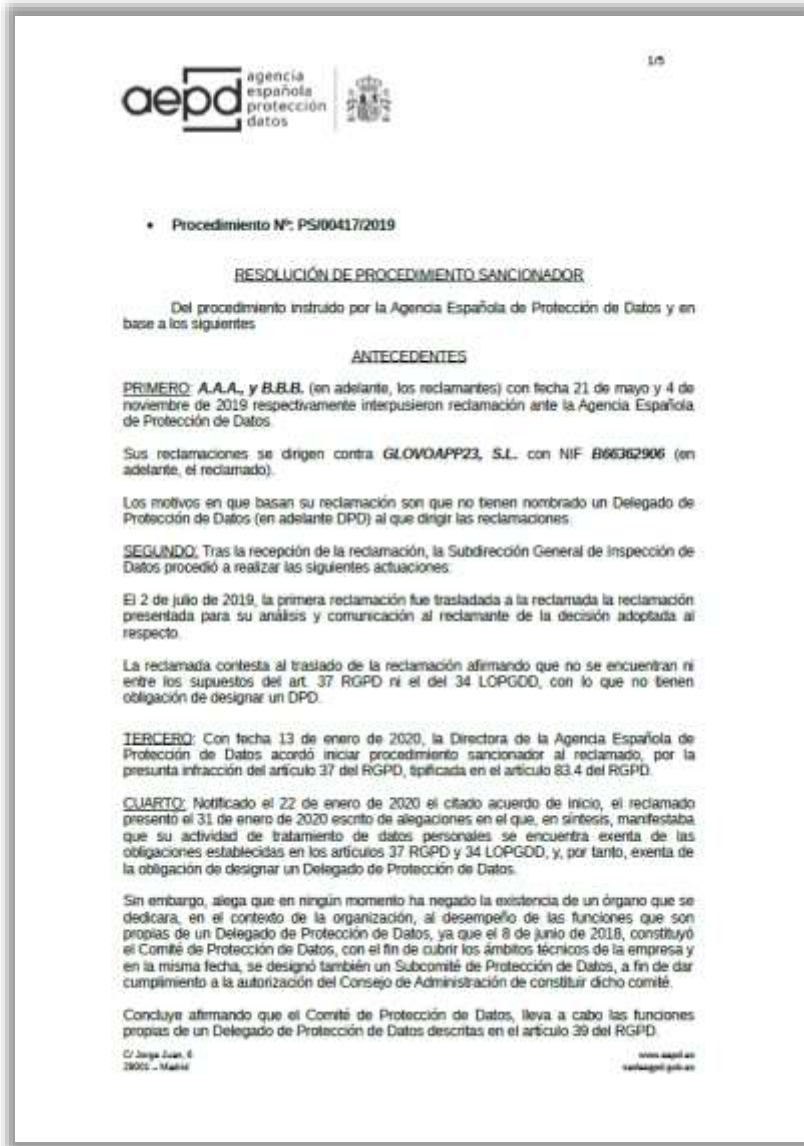 1/5
aepd
agencia
española
protección
datos
• Procedimiento Nº: PS/00417/2019
RESOLUCIÓN DE PROCEDIMIENTO SANCIONADOR
Del procedimiento instruido por la Agencia Española de Protección de Datos y en
base a los siguientes
ANTECEDENTES
PRIMERO: A.A.A., y B.B.B. (en adelante, los reclamantes) con fecha 21 de mayo y 4 de
noviembre de 2019 respectivamente interpusieron reclamación ante la Agencia Española
de Protección de Datos.
Sus reclamaciones se dirigen contra GLOVOAPP23, S.L. con NIF B66362906 (en
adelante, el reclamado).
Los motivos en que basan su reclamación son que no tienen nombrado un Delegado de
Protección de Datos (en adelante DPD) al que dirigir las reclamaciones.
SEGUNDO: Tras la recepción de la reclamación, la Subdirección General de Inspección de
Datos procedió a realizar las siguientes actuaciones:
El 2 de julio de 2019, la primera reclamación fue trasladada a la reclamada la reclamación
presentada para su análisis y comunicación al reclamante de la decisión adoptada al
respecto.
La reclamada contesta al traslado de la reclamación afirmando que no se encuentran ni
entre los supuestos del art. 37 RGPD ni el del 34 LOPGDD, con lo que no tienen
obligación de designar un DPD.
TERCERO: Con fecha 13 de enero de 2020, la Directora de la Agencia Española de
Protección de Datos acordó iniciar procedimiento sancionador al reclamado, por la
presunta infracción del artículo 37 del RGPD, tipificada en el artículo 83.4 del RGPD.
CUARTO: Notificado el 22 de enero de 2020 el citado acuerdo de inicio, el reclamado
presentó el 31 de enero de 2020 escrito de alegaciones en el que, en síntesis, manifestaba
que su actividad de tratamiento de datos personales se encuentra exenta de las
obligaciones establecidas en los artículos 37 RGPD y 34 LOPGDD, y, por tanto, exenta de
la obligación de designar un Delegado de Protección de Datos.
Sin embargo, alega que en ningún momento ha negado la existencia de un órgano que se
dedicara, en el contexto de la organización, al desempeño de las funciones que son
propias de un Delegado de Protección de Datos, ya que el 8 de junio de 2018, constituyó
el Comité de Protección de Datos, con el fin de cubrir los ámbitos técnicos de la empresa y
en la misma fecha, se designó también un Subcomité de Protección de Datos, a fin de dar
cumplimiento a la autorización del Consejo de Administración de constituir dicho comité.
Concluye afirmando que el Comité de Protección de Datos, lleva a cabo las funciones
propias de un Delegado de Protección de Datos descritas en el artículo 39 del RGPD.
C/ Jorge Juan, 6
28001 – Madrid
www.aepd.es
sedeagpd.gob.es